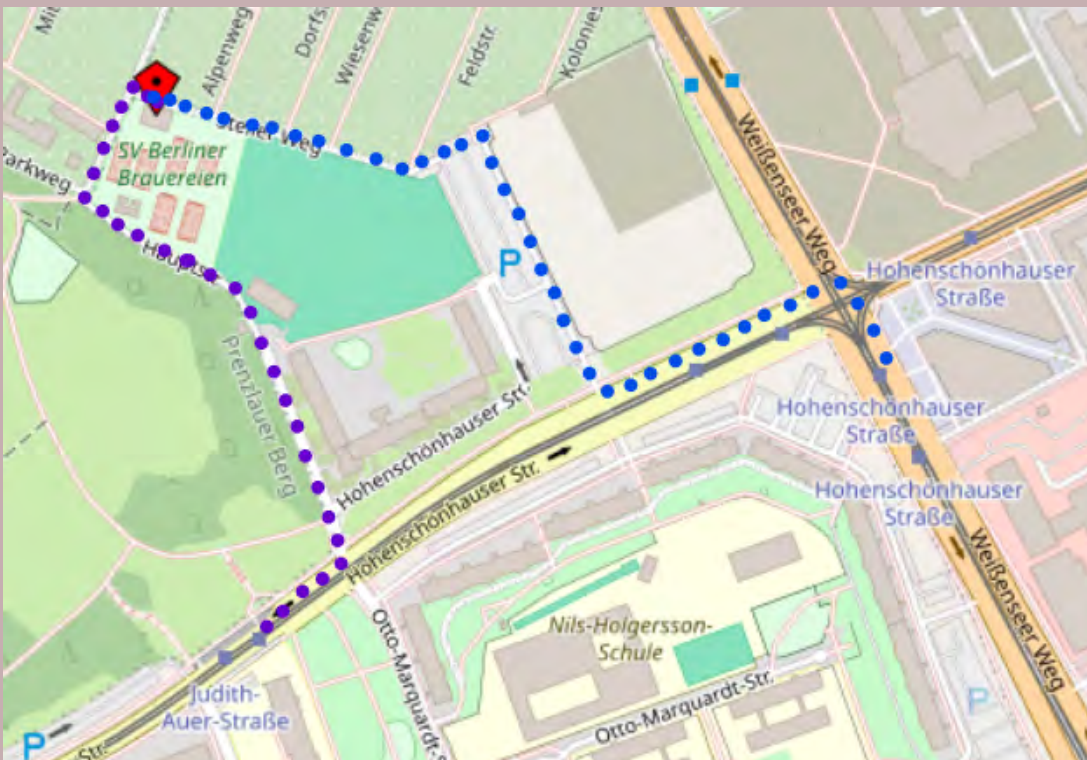 Mit
Alpenweg
Dorfs
Wiesenw
Feldstr.
Kolonies
Weißenseer Weg
Steiler Weg
SV Berliner
Brauereien
Parkweg
Haupts
P
Hohenschönhauser
Straße
Prenzlauer Berg
Hohenschönhauser Str.
Hohenschönhauser
Straße
Hohenschönhauser Str.
Hohenschönhauser
Straße
Weißenseer Weg
Nils-Holgersson-
Schule
Otto-Marquardt-S
Judith-
Auer-Straße
Otto-Marquardt-Str.
P
P
Str.